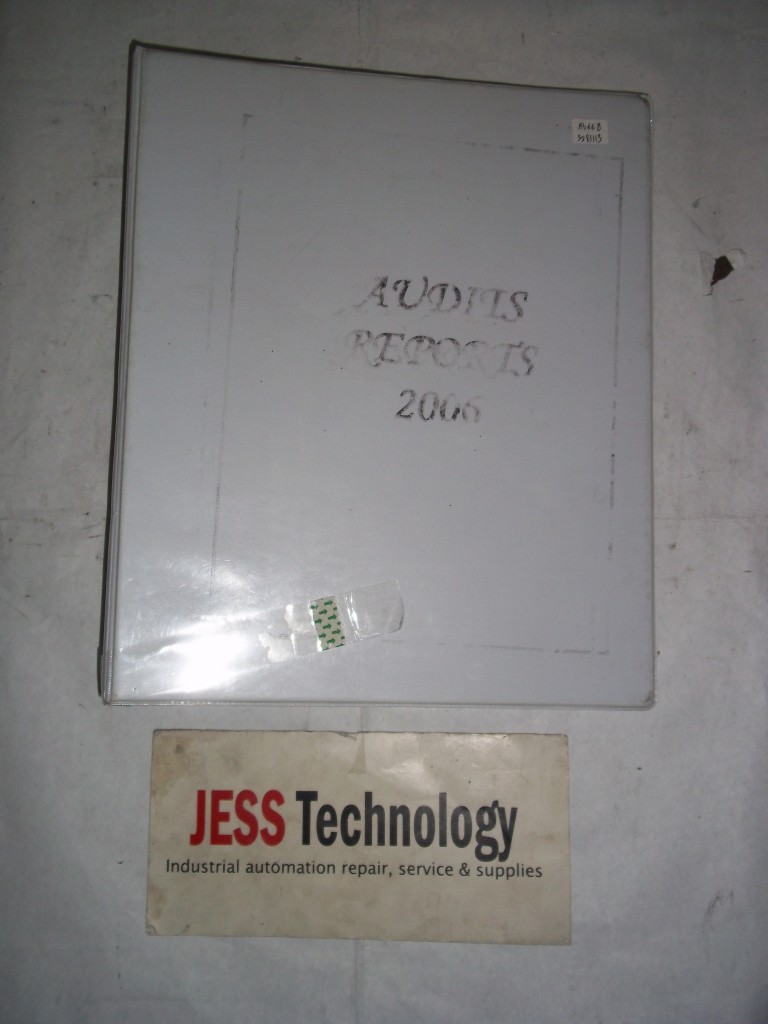 AUDITS
REPORTS
2006
JESS Technology
Industrial automation repair, service & supplies